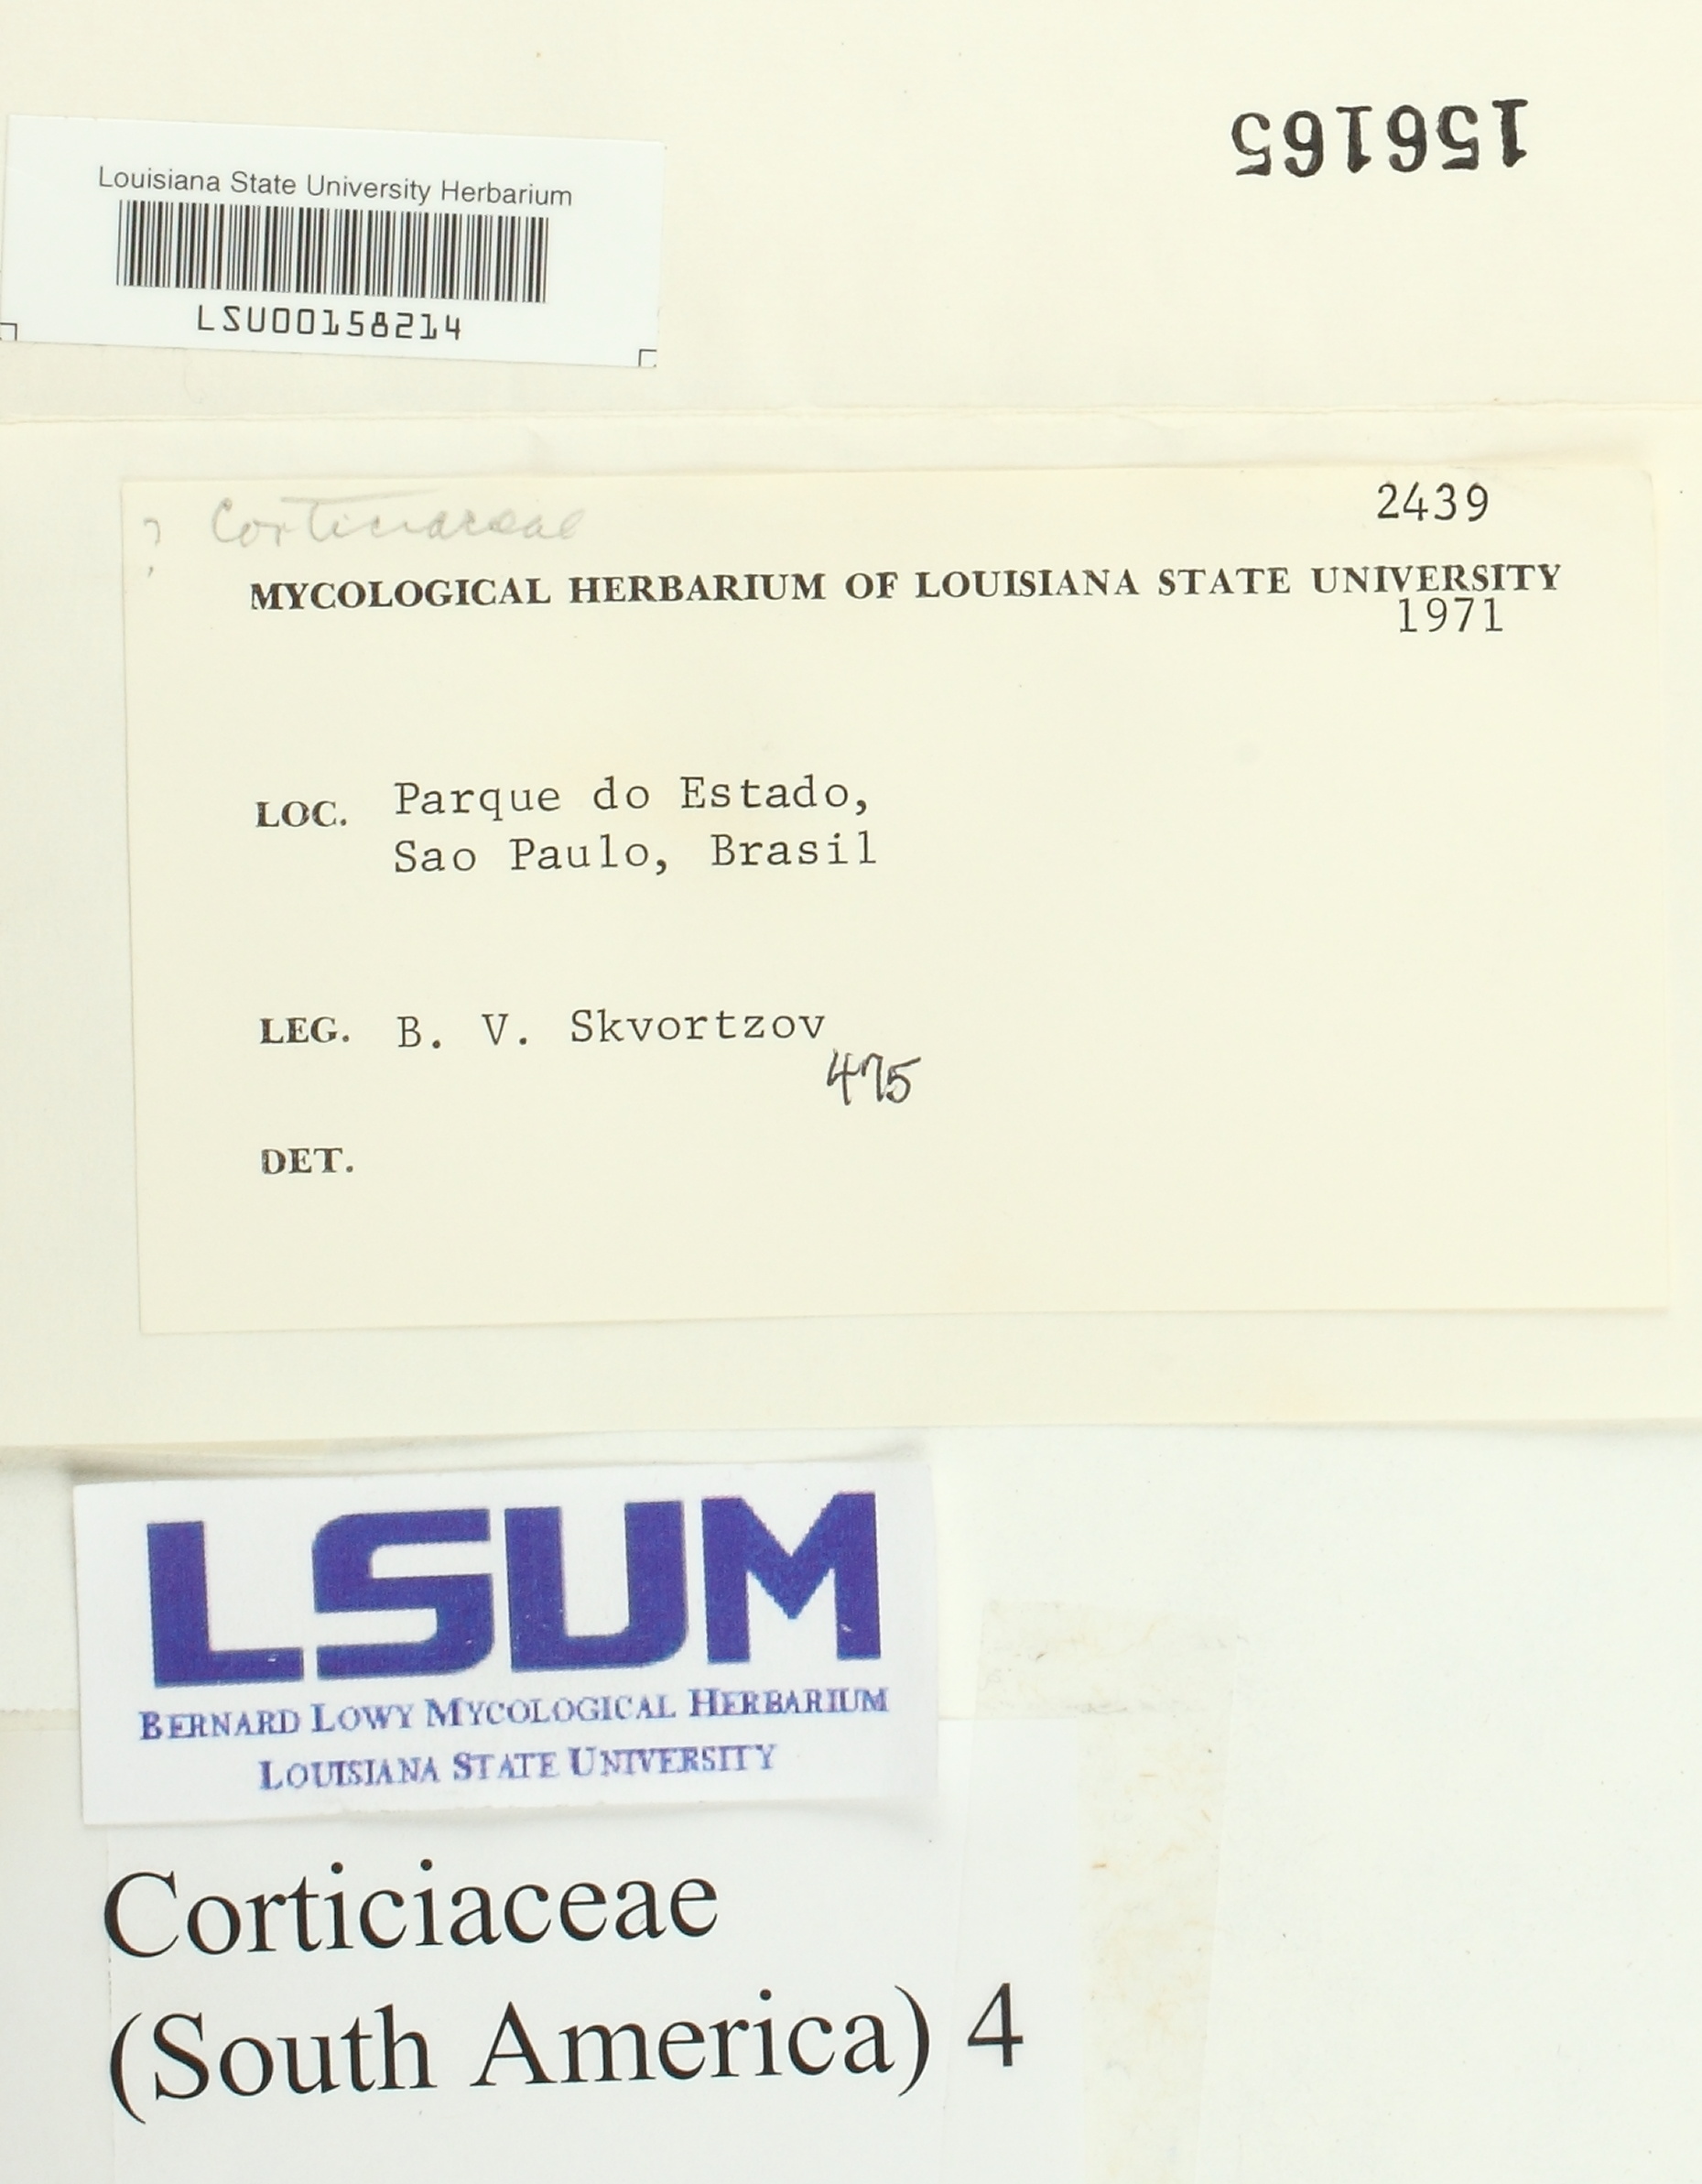 156165
Louisiana State University Herbarium
LSU00158214
2439
? Corticiaceae
MYCOLOGICAL HERBARIUM OF LOUISIANA STATE UNIVERSITY
1971
LOC. Parque do Estado,
Sao Paulo, Brasil
LEG. B. V. Skvortzov
475
DET.
LSUM
BERNARD LOWY MYCOLOGICAL HERBARIUM
LOUISIANA STATE UNIVERSITY
Corticiaceae
(South America) 4